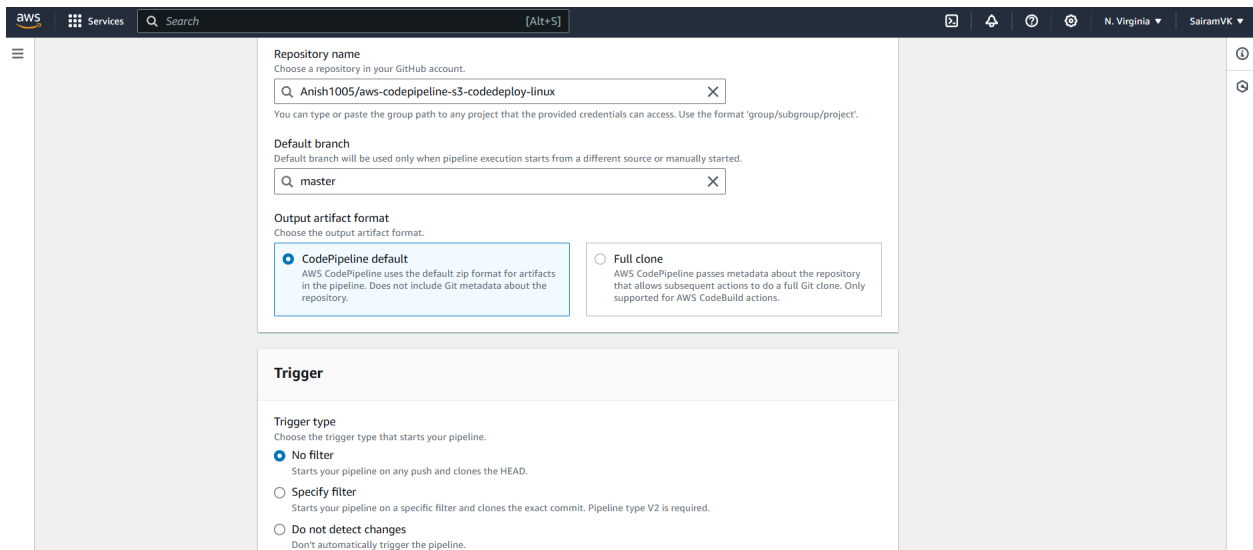 aws
Services
Search
[Alt+S]
N. Virginia ▼
SairamVK ▼
Repository name
Choose a repository in your GitHub account.
Anish1005/aws-codepipeline-s3-codedeploy-linux
You can type or paste the group path to any project that the provided credentials can access. Use the format 'group/subgroup/project'.
Default branch
Default branch will be used only when pipeline execution starts from a different source or manually started.
master
Output artifact format
Choose the output artifact format.
CodePipeline default
AWS CodePipeline uses the default zip format for artifacts
in the pipeline. Does not include Git metadata about the
repository.
Full clone
AWS CodePipeline passes metadata about the repository
that allows subsequent actions to do a full Git clone. Only
supported for AWS CodeBuild actions.
Trigger
Trigger type
Choose the trigger type that starts your pipeline.
No filter
Starts your pipeline on any push and clones the HEAD.
Specify filter
Starts your pipeline on a specific filter and clones the exact commit. Pipeline type V2 is required.
Do not detect changes
Don't automatically trigger the pipeline.